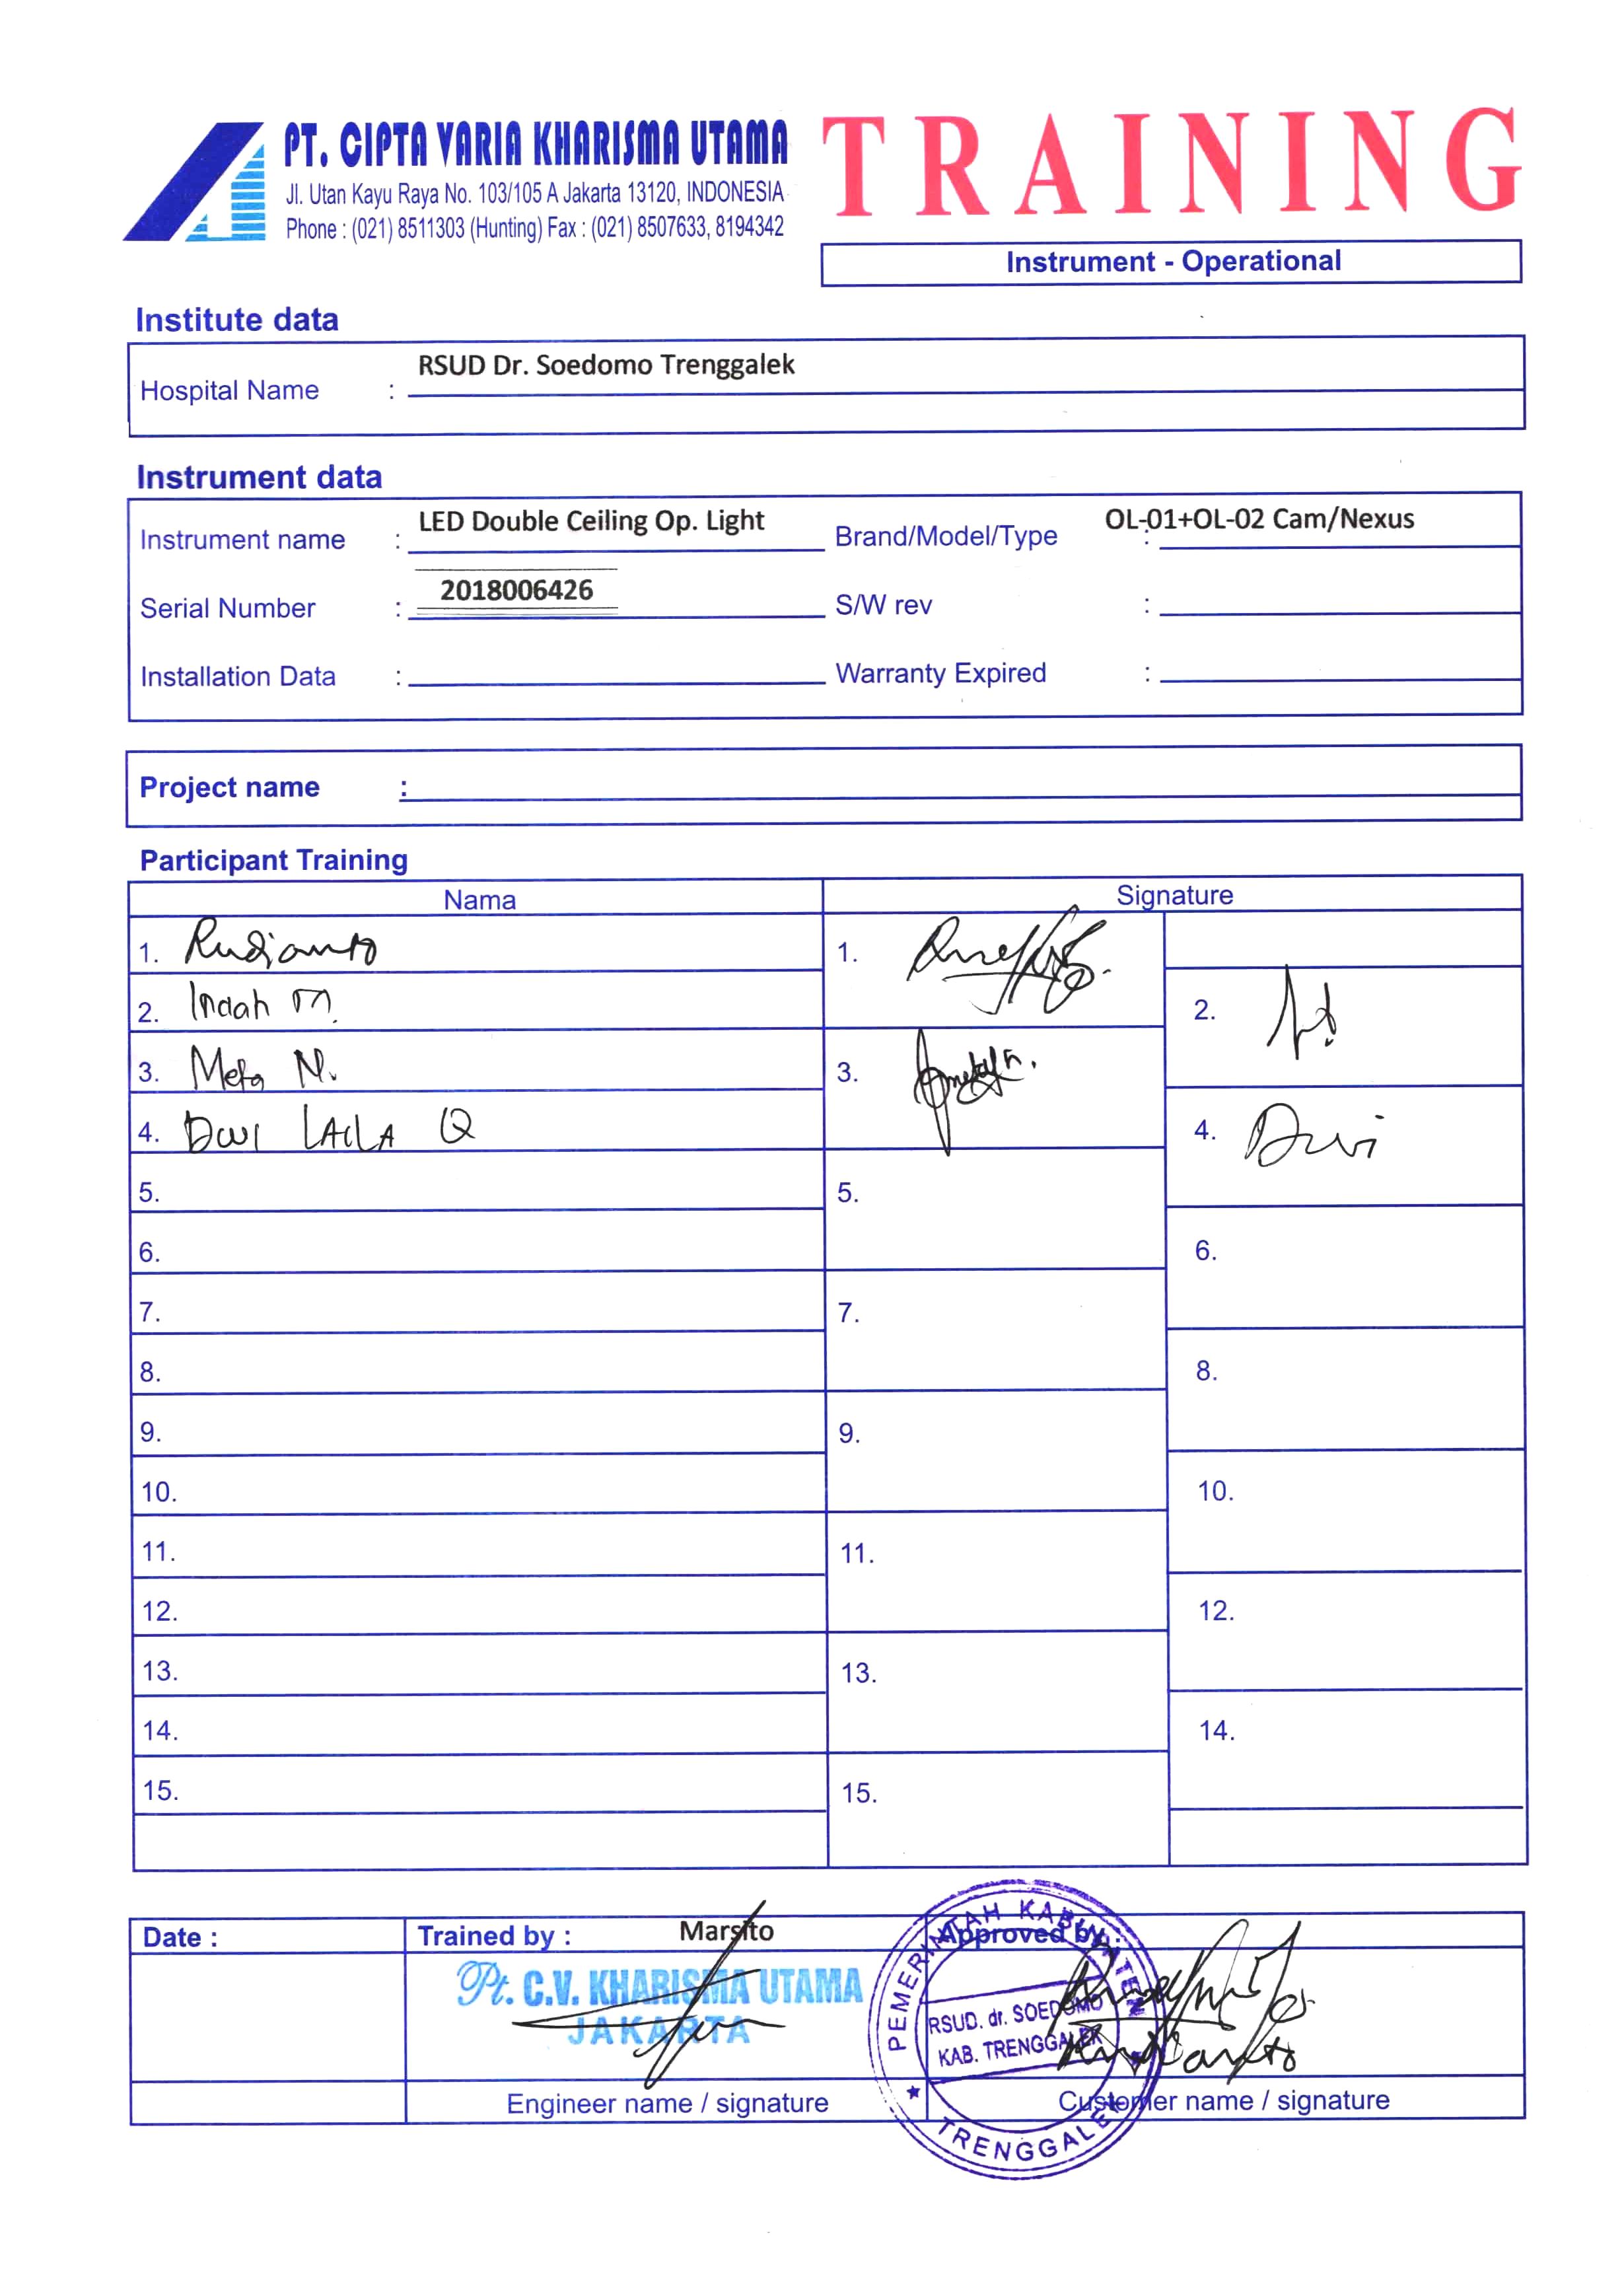 PT. CIPTA VARIA KHARISMA UTAMA
Jl. Utan Kayu Raya No. 103/105 A Jakarta 13120, INDONESIA
Phone : (021) 8511303 (Hunting) Fax : (021) 8507633, 8194342
TRAINING
Instrument - Operational
Institute data
Hospital Name : RSUD Dr. Soedomo Trenggalek
Instrument data
Instrument name : LED Double Ceiling Op. Light Brand/Model/Type : OL-01+OL-02 Cam/Nexus
Serial Number : 2018006426 S/W rev :
Installation Data : Warranty Expired :
Project name :
Participant Training
Nama Signature
1. Rudianto 1.
2. Indah M. 2.
3. Meta N. 3.
4. Dwi LAILA Q 4. Dwi
5. 5.
6. 6.
7. 7.
8. 8.
9. 9.
10. 10.
11. 11.
12. 12.
13. 13.
14. 14.
15. 15.
Date : Trained by : Marsito Approved by :
Pt. C.V. KHARISMA UTAMA
JAKARTA
PEMERINTAH KABUPATEN
RSUD. dr. SOEDOMO
KAB. TRENGGALEK
TRENGGALEK
Rudianto
Engineer name / signature Customer name / signature